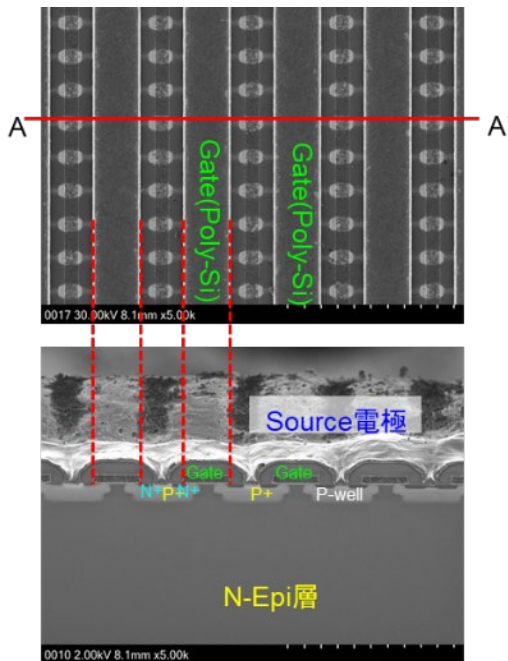 A
A'
Gate(Poly-Si)
Gate(Poly-Si)
0017 30.00kV 8.1mm x5.00k
Source電極
Gate
Gate
N+
P+
N+
P+
P-well
N-Epi層
0010 2.00kV 8.1mm x5.00k